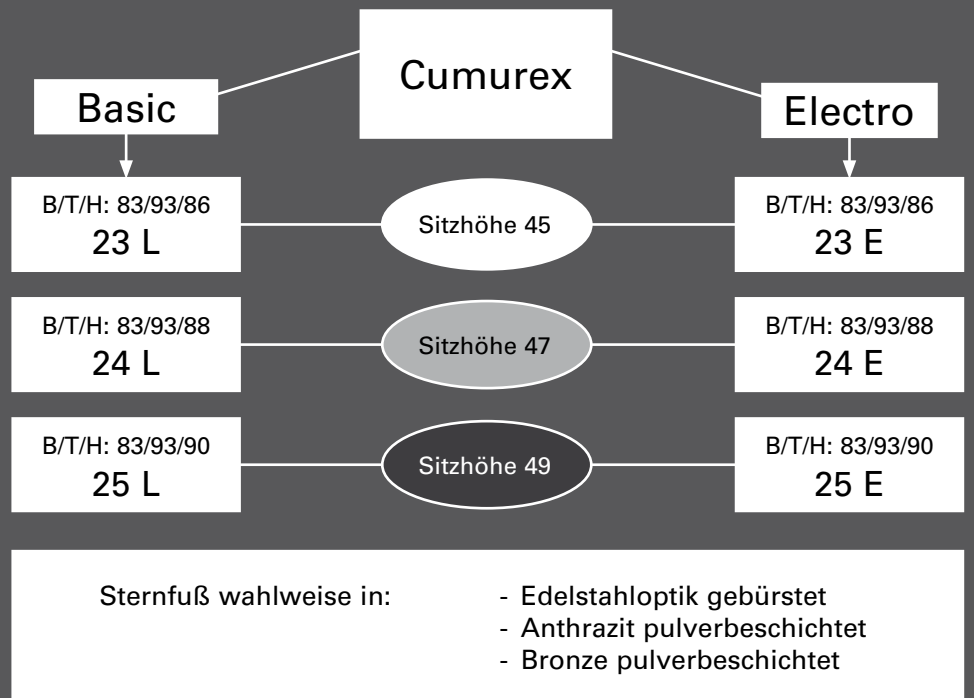 Cumurex
Basic
Electro
B/T/H: 83/93/86
23 L
Sitzhöhe 45
B/T/H: 83/93/86
23 E
B/T/H: 83/93/88
24 L
Sitzhöhe 47
B/T/H: 83/93/88
24 E
B/T/H: 83/93/90
25 L
Sitzhöhe 49
B/T/H: 83/93/90
25 E
Sternfuß wahlweise in:
- Edelstahloptik gebürstet
- Anthrazit pulverbeschichtet
- Bronze pulverbeschichtet